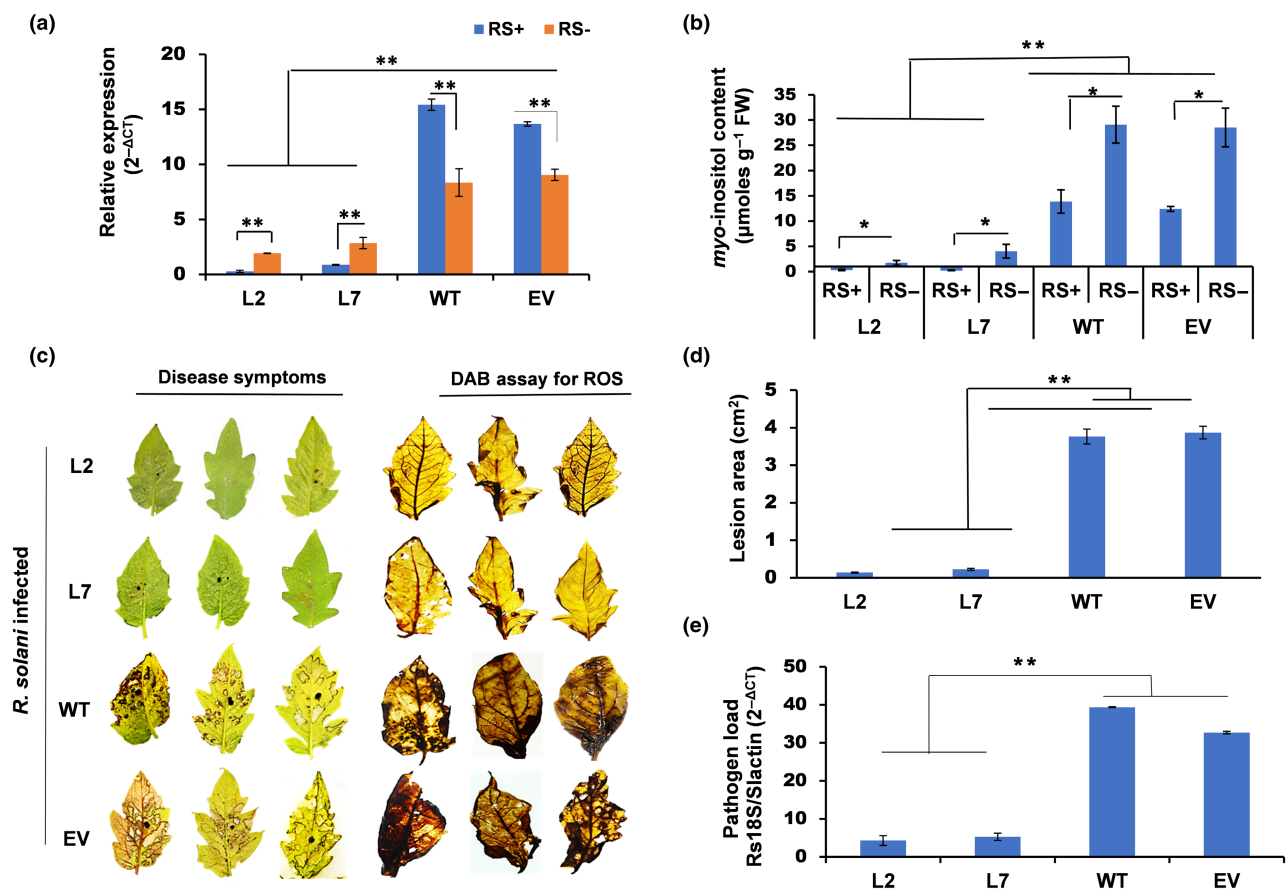 (a)
RS+ RS-
Relative expression
(2−ΔCT)
20
15
10
5
0
** ** ** ** **
L2 L7 WT EV
(b)
myo-inositol content
(µmoles g−1 FW)
35
30
25
20
15
10
5
0
** * * * *
RS+ RS− RS+ RS− RS+ RS− RS+ RS−
L2 L7 WT EV
(c)
Disease symptoms DAB assay for ROS
R. solani infected
L2
L7
WT
EV
(d)
Lesion area (cm2)
5
4
3
2
1
0
**
L2 L7 WT EV
(e)
Pathogen load
Rs18S/Slactin (2−ΔCT)
50
40
30
20
10
0
**
L2 L7 WT EV